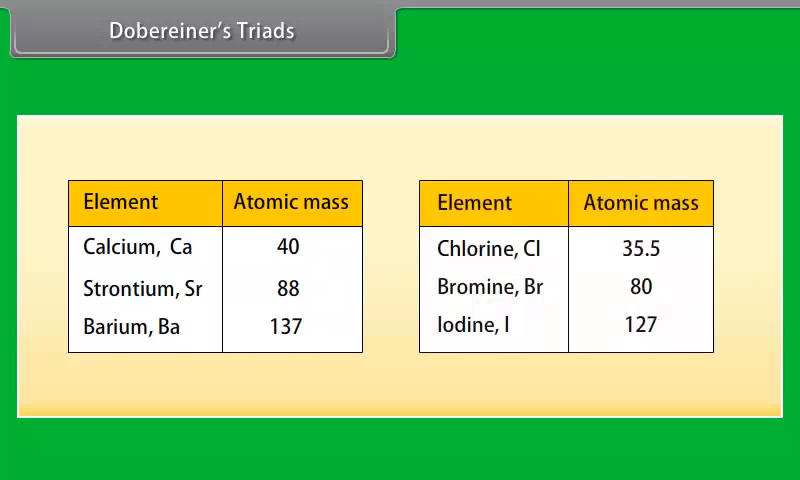 Dobereiner's Triads
Element Atomic mass
Calcium, Ca 40
Strontium, Sr 88
Barium, Ba 137
Element Atomic mass
Chlorine, Cl 35.5
Bromine, Br 80
Iodine, I 127